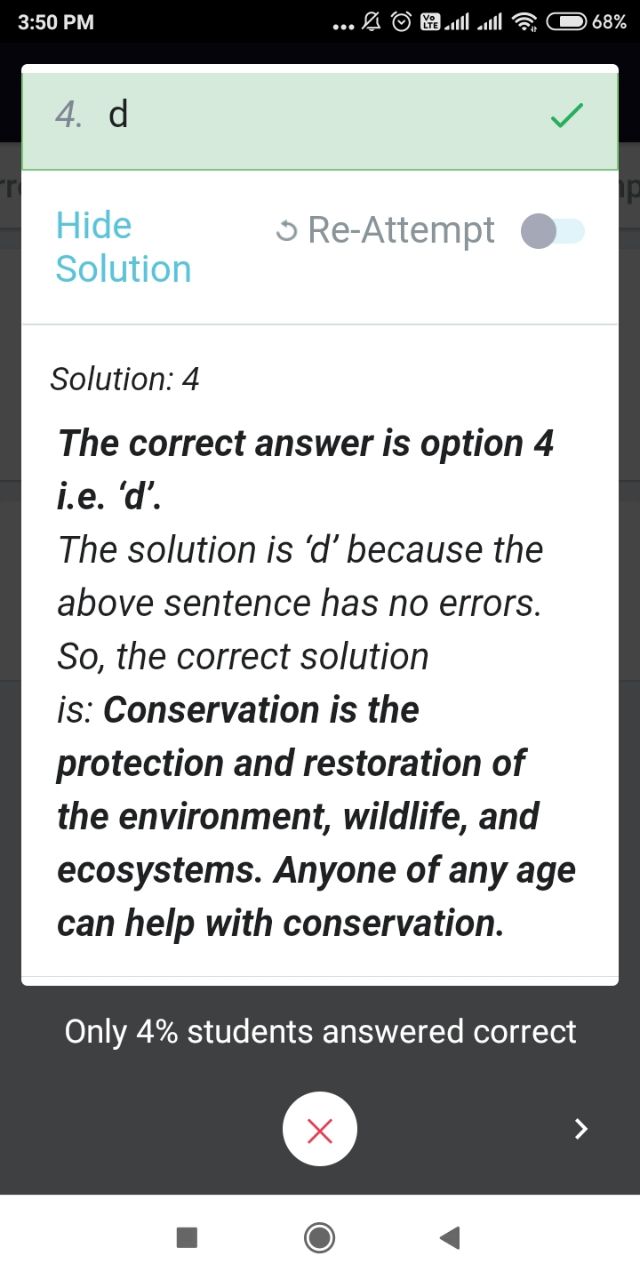 3:50 PM ... Vo LTE 68%
4. d
Hide
Solution
Re-Attempt
Solution: 4
The correct answer is option 4
i.e. ‘d’.
The solution is ‘d’ because the
above sentence has no errors.
So, the correct solution
is: Conservation is the
protection and restoration of
the environment, wildlife, and
ecosystems. Anyone of any age
can help with conservation.
Only 4% students answered correct